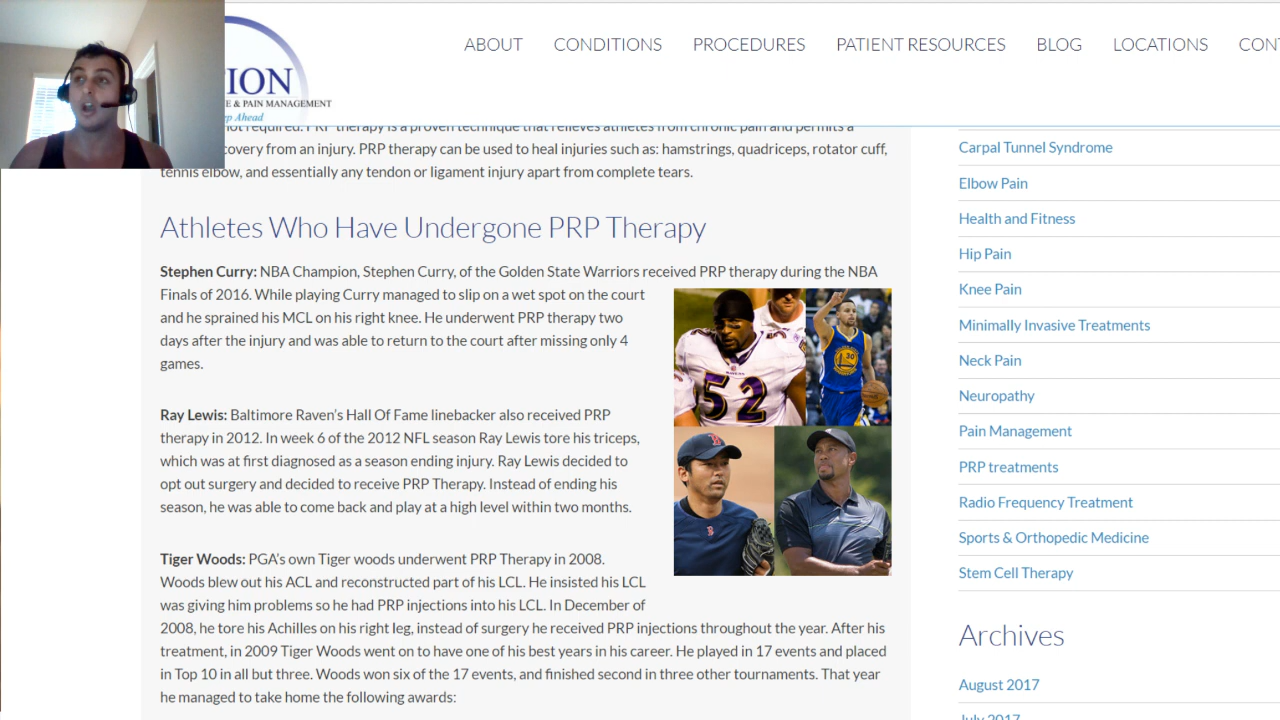 ION
E & PAIN MANAGEMENT
rp Ahead
ABOUT CONDITIONS PROCEDURES PATIENT RESOURCES BLOG LOCATIONS CON
not required. PRP therapy is a proven technique that relieves athletes from chronic pain and permits a
covery from an injury. PRP therapy can be used to heal injuries such as: hamstrings, quadriceps, rotator cuff,
tennis elbow, and essentially any tendon or ligament injury apart from complete tears.
Athletes Who Have Undergone PRP Therapy
Stephen Curry: NBA Champion, Stephen Curry, of the Golden State Warriors received PRP therapy during the NBA
Finals of 2016. While playing Curry managed to slip on a wet spot on the court
and he sprained his MCL on his right knee. He underwent PRP therapy two
days after the injury and was able to return to the court after missing only 4
games.
Ray Lewis: Baltimore Raven's Hall Of Fame linebacker also received PRP
therapy in 2012. In week 6 of the 2012 NFL season Ray Lewis tore his triceps,
which was at first diagnosed as a season ending injury. Ray Lewis decided to
opt out surgery and decided to receive PRP Therapy. Instead of ending his
season, he was able to come back and play at a high level within two months.
Tiger Woods: PGA's own Tiger woods underwent PRP Therapy in 2008.
Woods blew out his ACL and reconstructed part of his LCL. He insisted his LCL
was giving him problems so he had PRP injections into his LCL. In December of
2008, he tore his Achilles on his right leg, instead of surgery he received PRP injections throughout the year. After his
treatment, in 2009 Tiger Woods went on to have one of his best years in his career. He played in 17 events and placed
in Top 10 in all but three. Woods won six of the 17 events, and finished second in three other tournaments. That year
he managed to take home the following awards:
52
30
Carpal Tunnel Syndrome
Elbow Pain
Health and Fitness
Hip Pain
Knee Pain
Minimally Invasive Treatments
Neck Pain
Neuropathy
Pain Management
PRP treatments
Radio Frequency Treatment
Sports & Orthopedic Medicine
Stem Cell Therapy
Archives
August 2017
July 2017